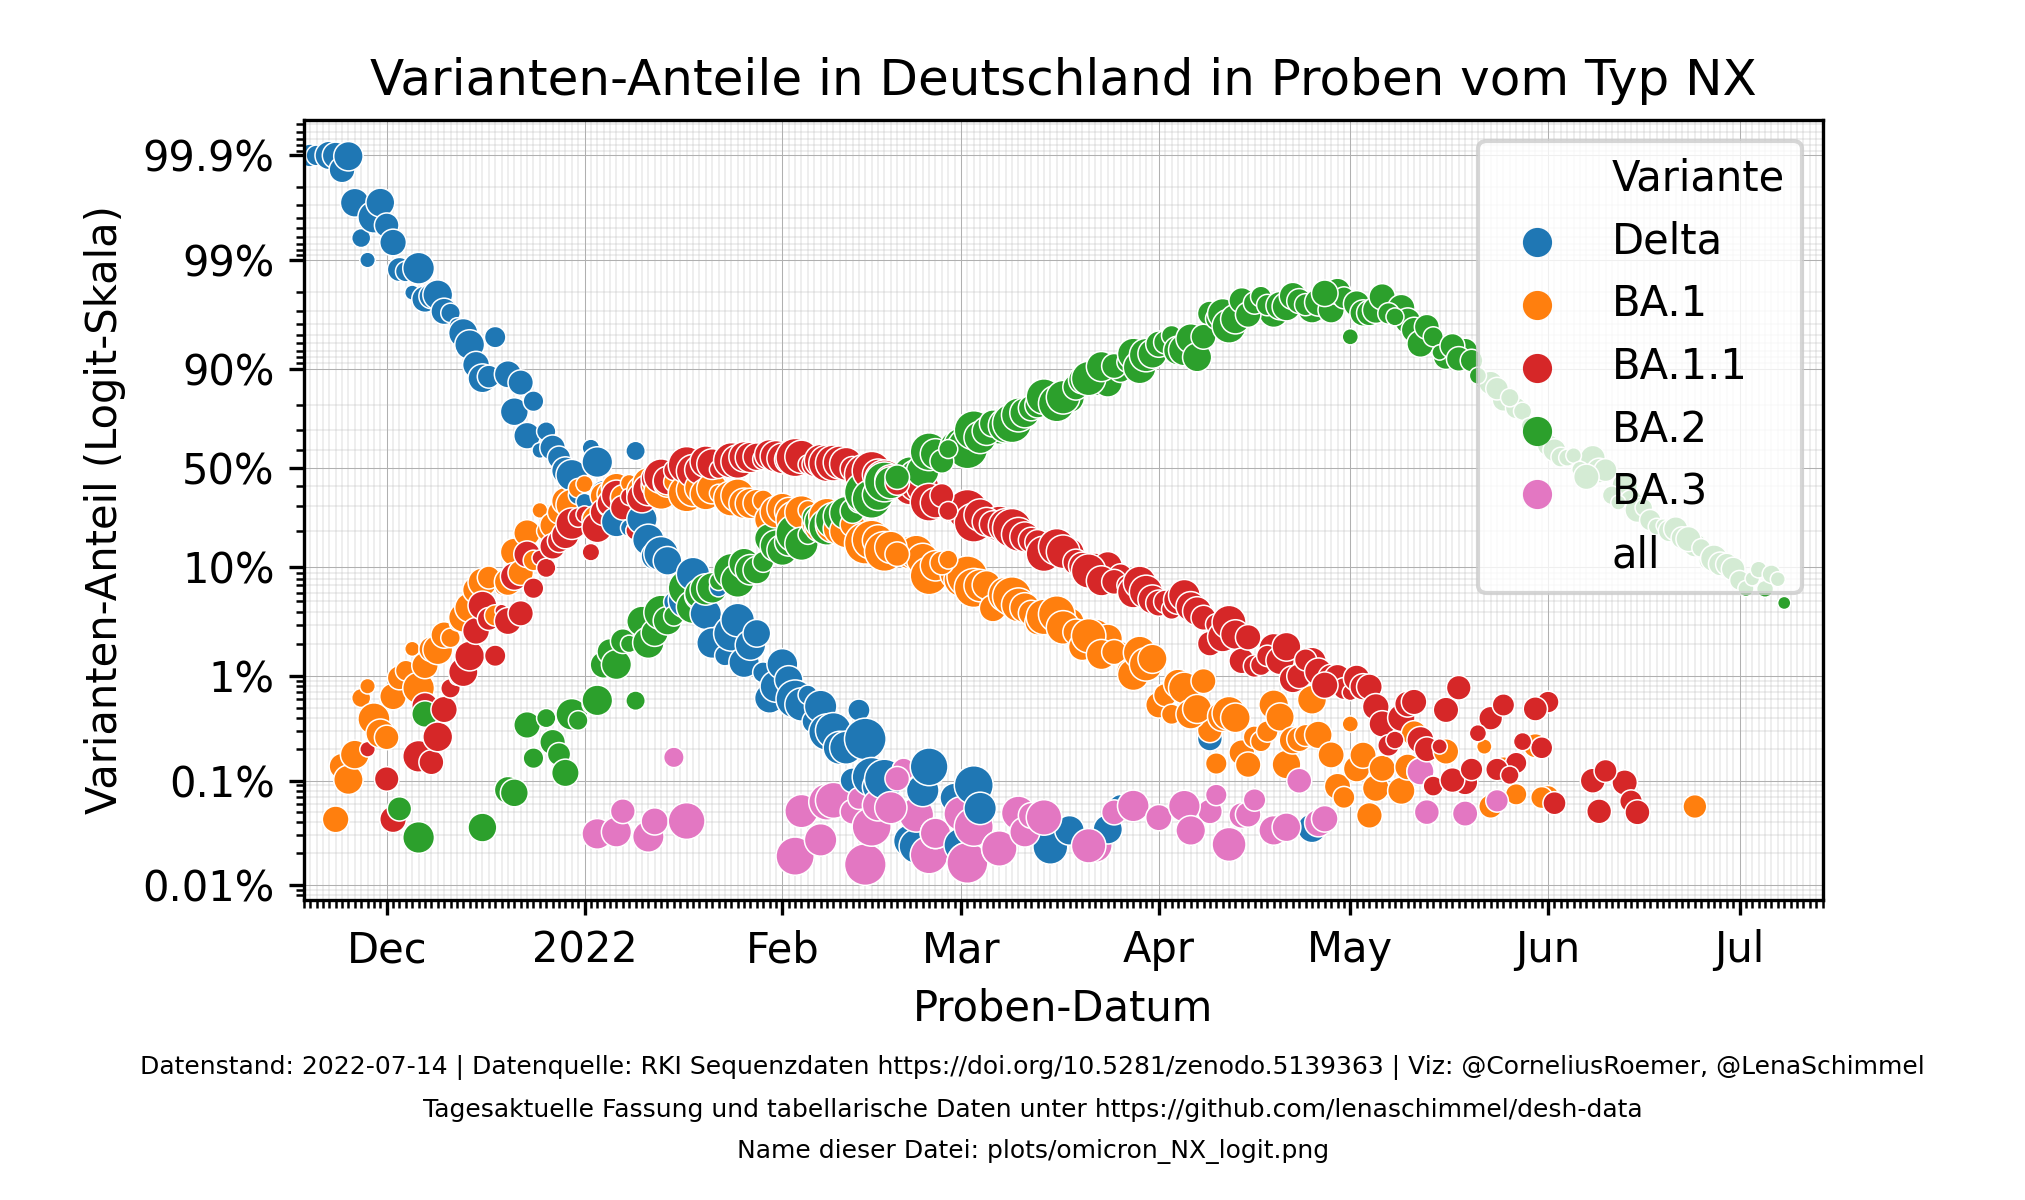 Varianten-Anteile in Deutschland in Proben vom Typ NX
Varianten-Anteil (Logit-Skala)
99.9%
99%
90%
50%
10%
1%
0.1%
0.01%
Variante
Delta
BA.1
BA.1.1
BA.2
BA.3
all
Dec
2022
Feb
Mar
Apr
May
Jun
Jul
Proben-Datum
Datenstand: 2022-07-14 | Datenquelle: RKI Sequenzdaten https://doi.org/10.5281/zenodo.5139363 | Viz: @CorneliusRoemer, @LenaSchimmel
Tagesaktuelle Fassung und tabellarische Daten unter https://github.com/lenaschimmel/desh-data
Name dieser Datei: plots/omicron_NX_logit.png